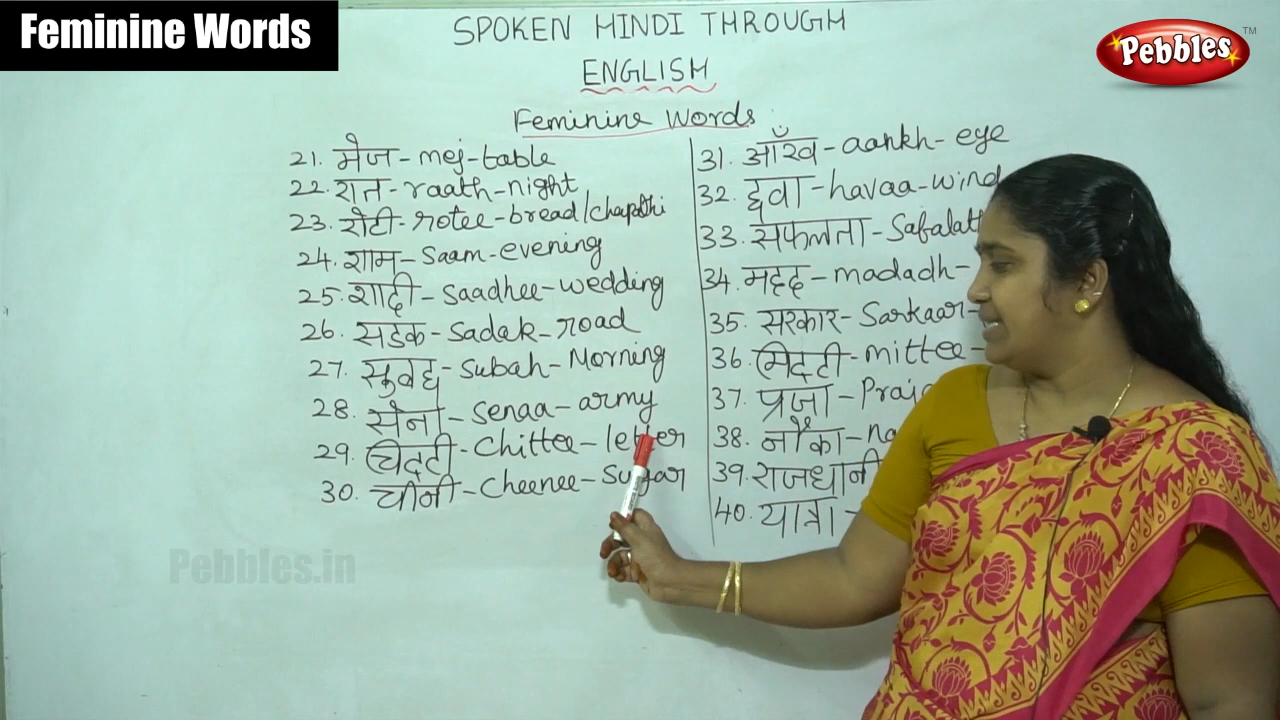 Feminine Words
SPOKEN HINDI THROUGH
ENGLISH
Feminine Words
Pebbles TM
21. मेज - mej - table
22. रात - raath - night
23. रोटी - rotee - bread/chapathi
24. शाम - saam - evening
25. शादी - saadhee - wedding
26. सडक - sadak - road
27. सुबह - subah - Morning
28. सेना - senaa - army
29. चिट्टी - Chittee - letter
30. चीनी - Cheenee - Sugar
31. आँख - aankh - eye
32. हवा - havaa - wind
33. सफलता - Safalat
34. मदद - madadh -
35. सरकार - Sarkaar -
36. मिट्टी - mittee -
37. प्रजा - Praja
38. नौका - na
39. राजधानी
40. यात्रा -
Pebbles.in